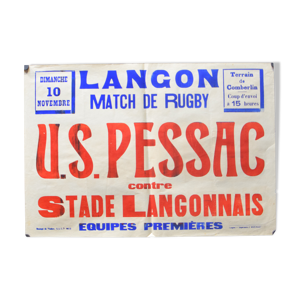 DIMANCHE
10
NOVEMBRE
LANGON
MATCH DE RUGBY
Terrain
de
Comberlin
Coup d'envoi
à 15 heures
U.S. PESSAC
contre
STADE LANGONNAIS
EQUIPES PREMIÈRES